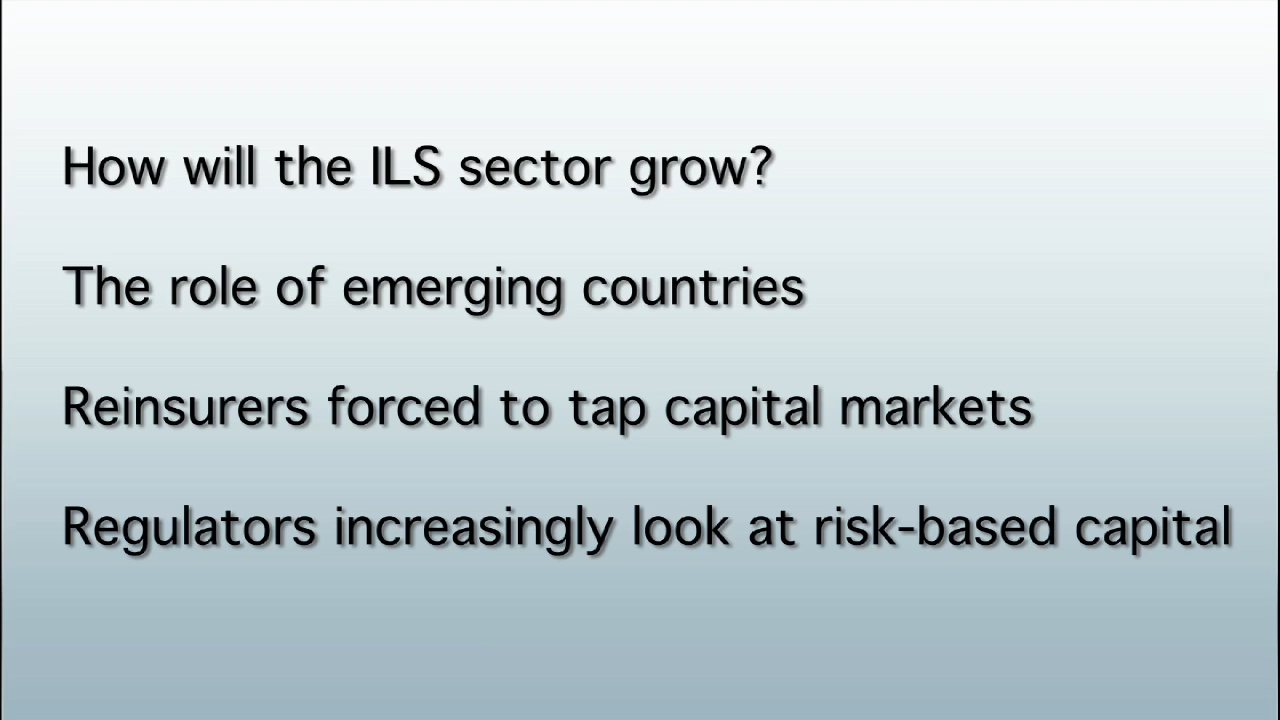 How will the ILS sector grow?
The role of emerging countries
Reinsurers forced to tap capital markets
Regulators increasingly look at risk-based capital